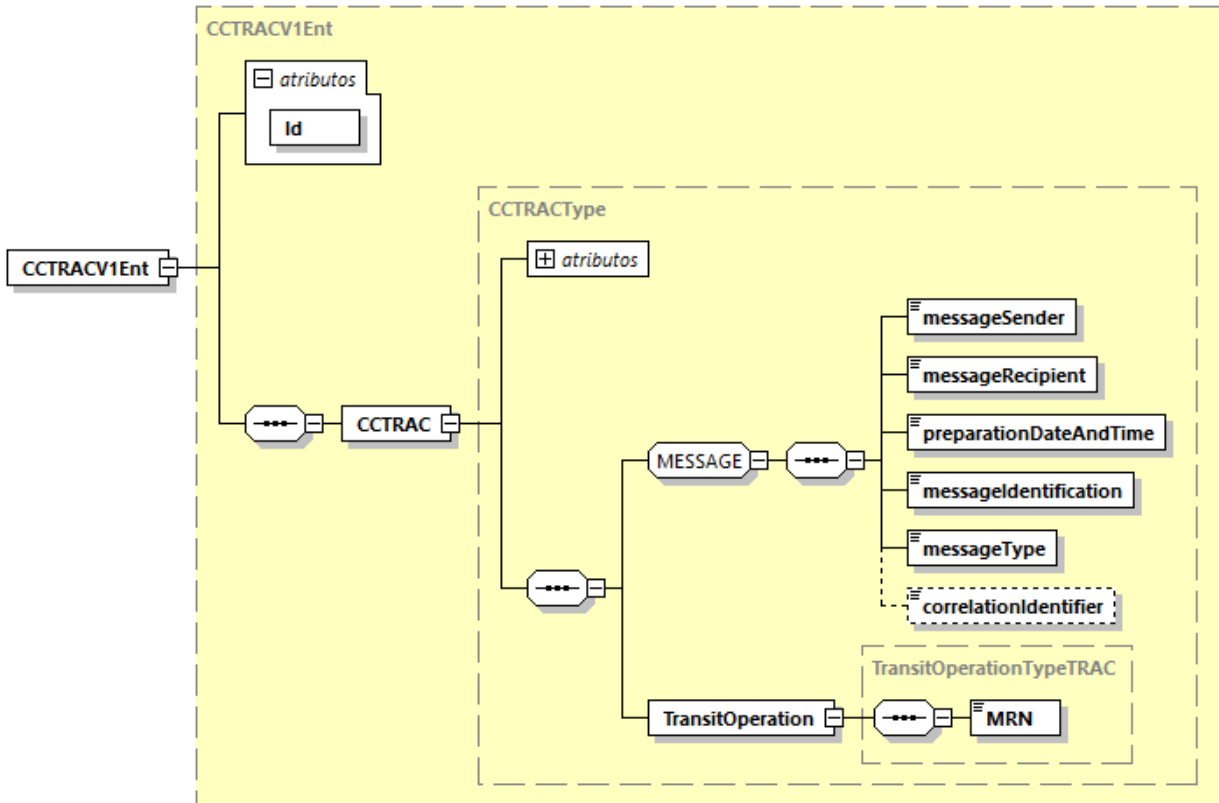 CCTRACV1Ent
atributos
Id
CCTRACType
atributos
CCTRACV1Ent
messageSender
messageRecipient
preparationDateAndTime
CCTRAC
MESSAGE
messageIdentification
messageType
correlationIdentifier
TransitOperationTypeTRAC
TransitOperation
MRN